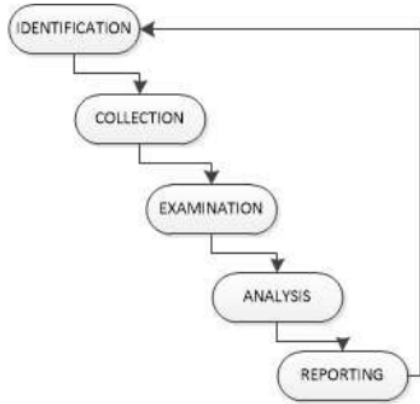 IDENTIFICATION
COLLECTION
EXAMINATION
ANALYSIS
REPORTING